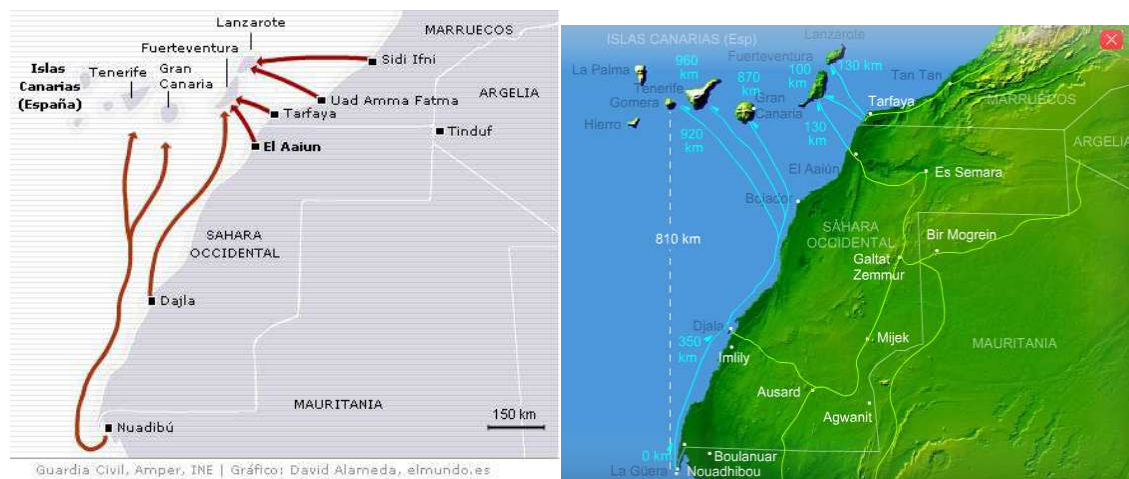 Lanzarote
MARRUECOS
Fuerteventura
Sidi Ifni
Islas
Canarias
(España)
Tenerife
Gran
Canaria
ARGELIA
Uad Amma Fatma
Tarfaya
Tinduf
El Aaiun
SAHARA
OCCIDENTAL
Dajla
MAURITANIA
150 km
Nuadibú
Guardia Civil, Amper, INE | Gráfico: David Alameda, elmundo.es
ISLAS CANARIAS (Esp)
Lanzarote
Fuerteventura
960
km
La Palma
870
km
100
km
130 km
Tan Tan
Tenerife
Gomera
Gran
Canaria
Tarfaya
MARRUECOS
Hierro
920
km
130
km
ARGELIA
El Aaiún
Es Semara
Bojador
SÁHARA
OCCIDENTAL
810 km
Bir Mogrein
Galtat
Zemmur
Djala
350
km
Imlily
Mijek
MAURITANIA
Ausard
Agwanit
0 km
Boulanuar
La Güera
Nouadhibou